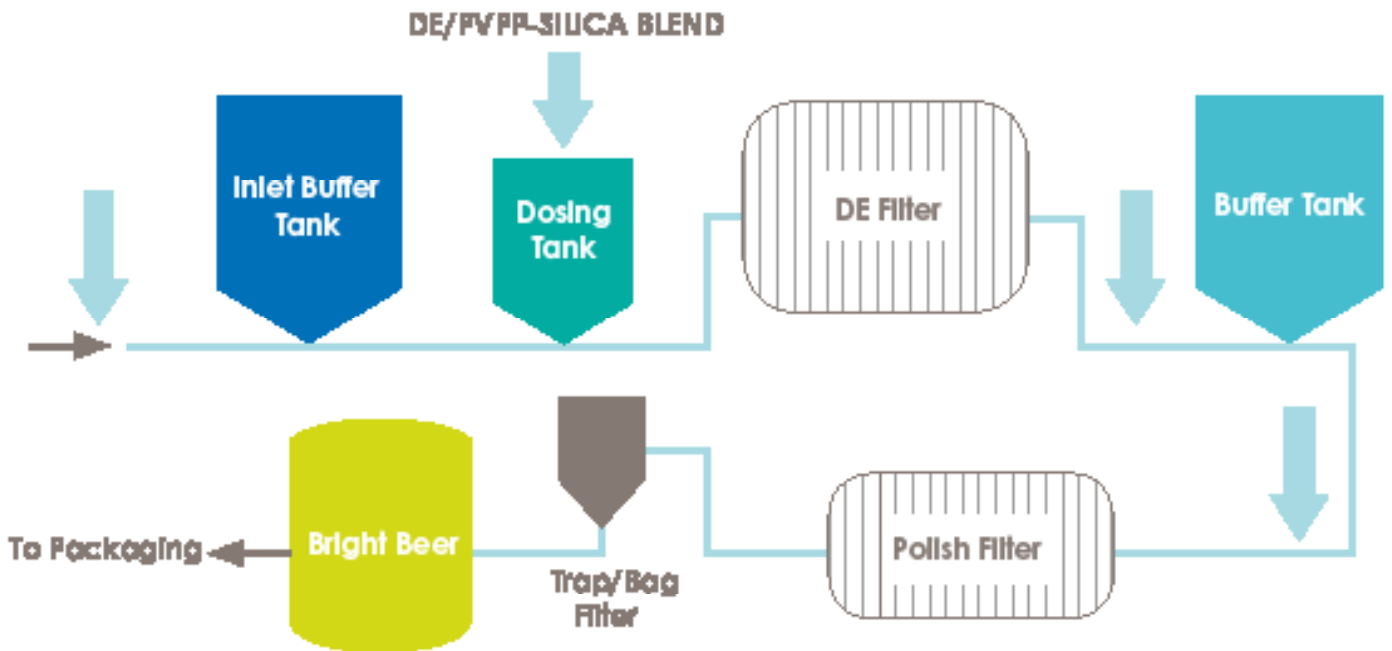 DE/PVPP-SILICA BLEND
Inlet Buffer
Tank
Dosing
Tank
DE Filter
Buffer Tank
To Packaging
Bright Beer
Trap/Bag
Filter
Polish Filter